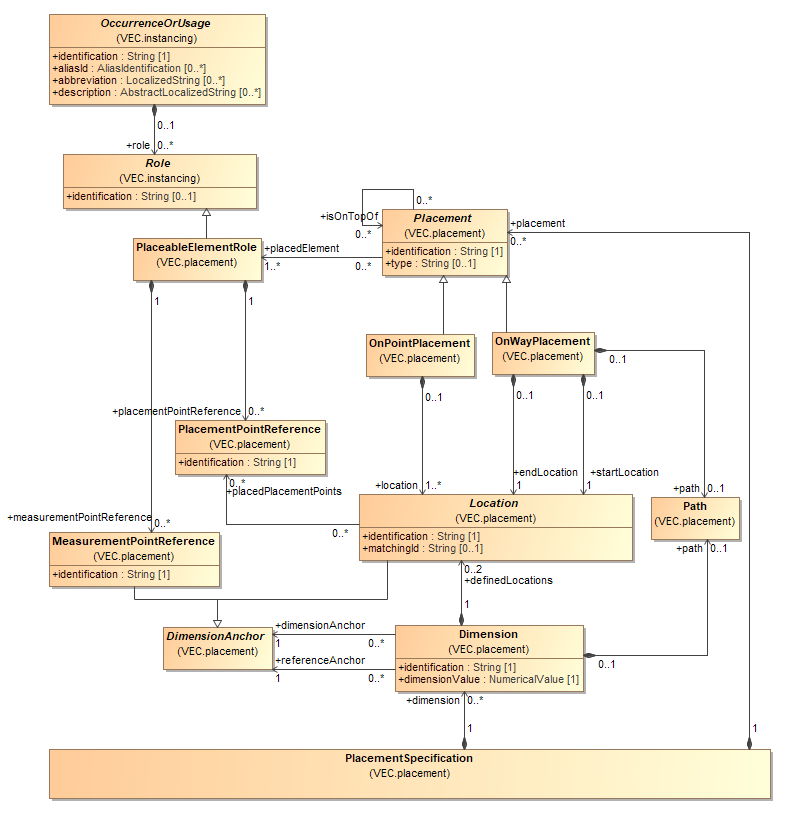 OccurrenceOrUsage
(VEC.instancing)
+identification : String [1]
+aliasId : AliasIdentification [0..*]
+abbreviation : LocalizedString [0..*]
+description : AbstractLocalizedString [0..*]
0..1
+role
0..*
Role
(VEC.instancing)
+identification : String [0..1]
0..*
+isOnTopOf
0..*
Placement
(VEC.placement)
+identification : String [1]
+type : String [0..1]
+placement
0..*
PlaceableElementRole
(VEC.placement)
+placedElement
1..*
0..*
1
1
OnPointPlacement
(VEC.placement)
OnWayPlacement
(VEC.placement)
0..1
0..1
0..1
0..1
+placementPointReference
0..*
PlacementPointReference
(VEC.placement)
+identification : String [1]
0..*
+placedPlacementPoints
0..*
+location
1..*
+endLocation
1
+startLocation
1
+path
0..1
Location
(VEC.placement)
+identification : String [1]
+matchingId : String [0..1]
Path
(VEC.placement)
+path
0..1
+measurementPointReference
0..*
MeasurementPointReference
(VEC.placement)
+identification : String [1]
0..2
+definedLocations
1
DimensionAnchor
(VEC.placement)
+dimensionAnchor
1
0..*
+referenceAnchor
1
0..*
Dimension
(VEC.placement)
+identification : String [1]
+dimensionValue : NumericalValue [1]
0..1
+dimension
0..*
1
1
PlacementSpecification
(VEC.placement)